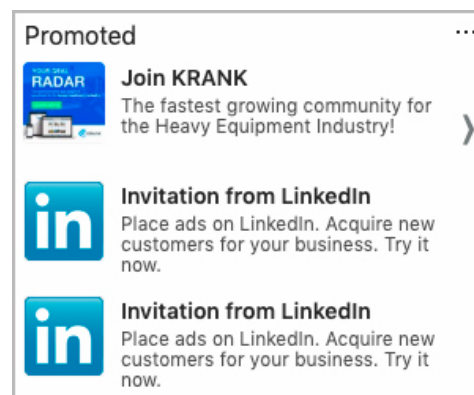 Promoted
...
RADAR
Join KRANK
The fastest growing community for
the Heavy Equipment Industry!
in
Invitation from LinkedIn
Place ads on LinkedIn. Acquire new
customers for your business. Try it
now.
in
Invitation from LinkedIn
Place ads on LinkedIn. Acquire new
customers for your business. Try it
now.